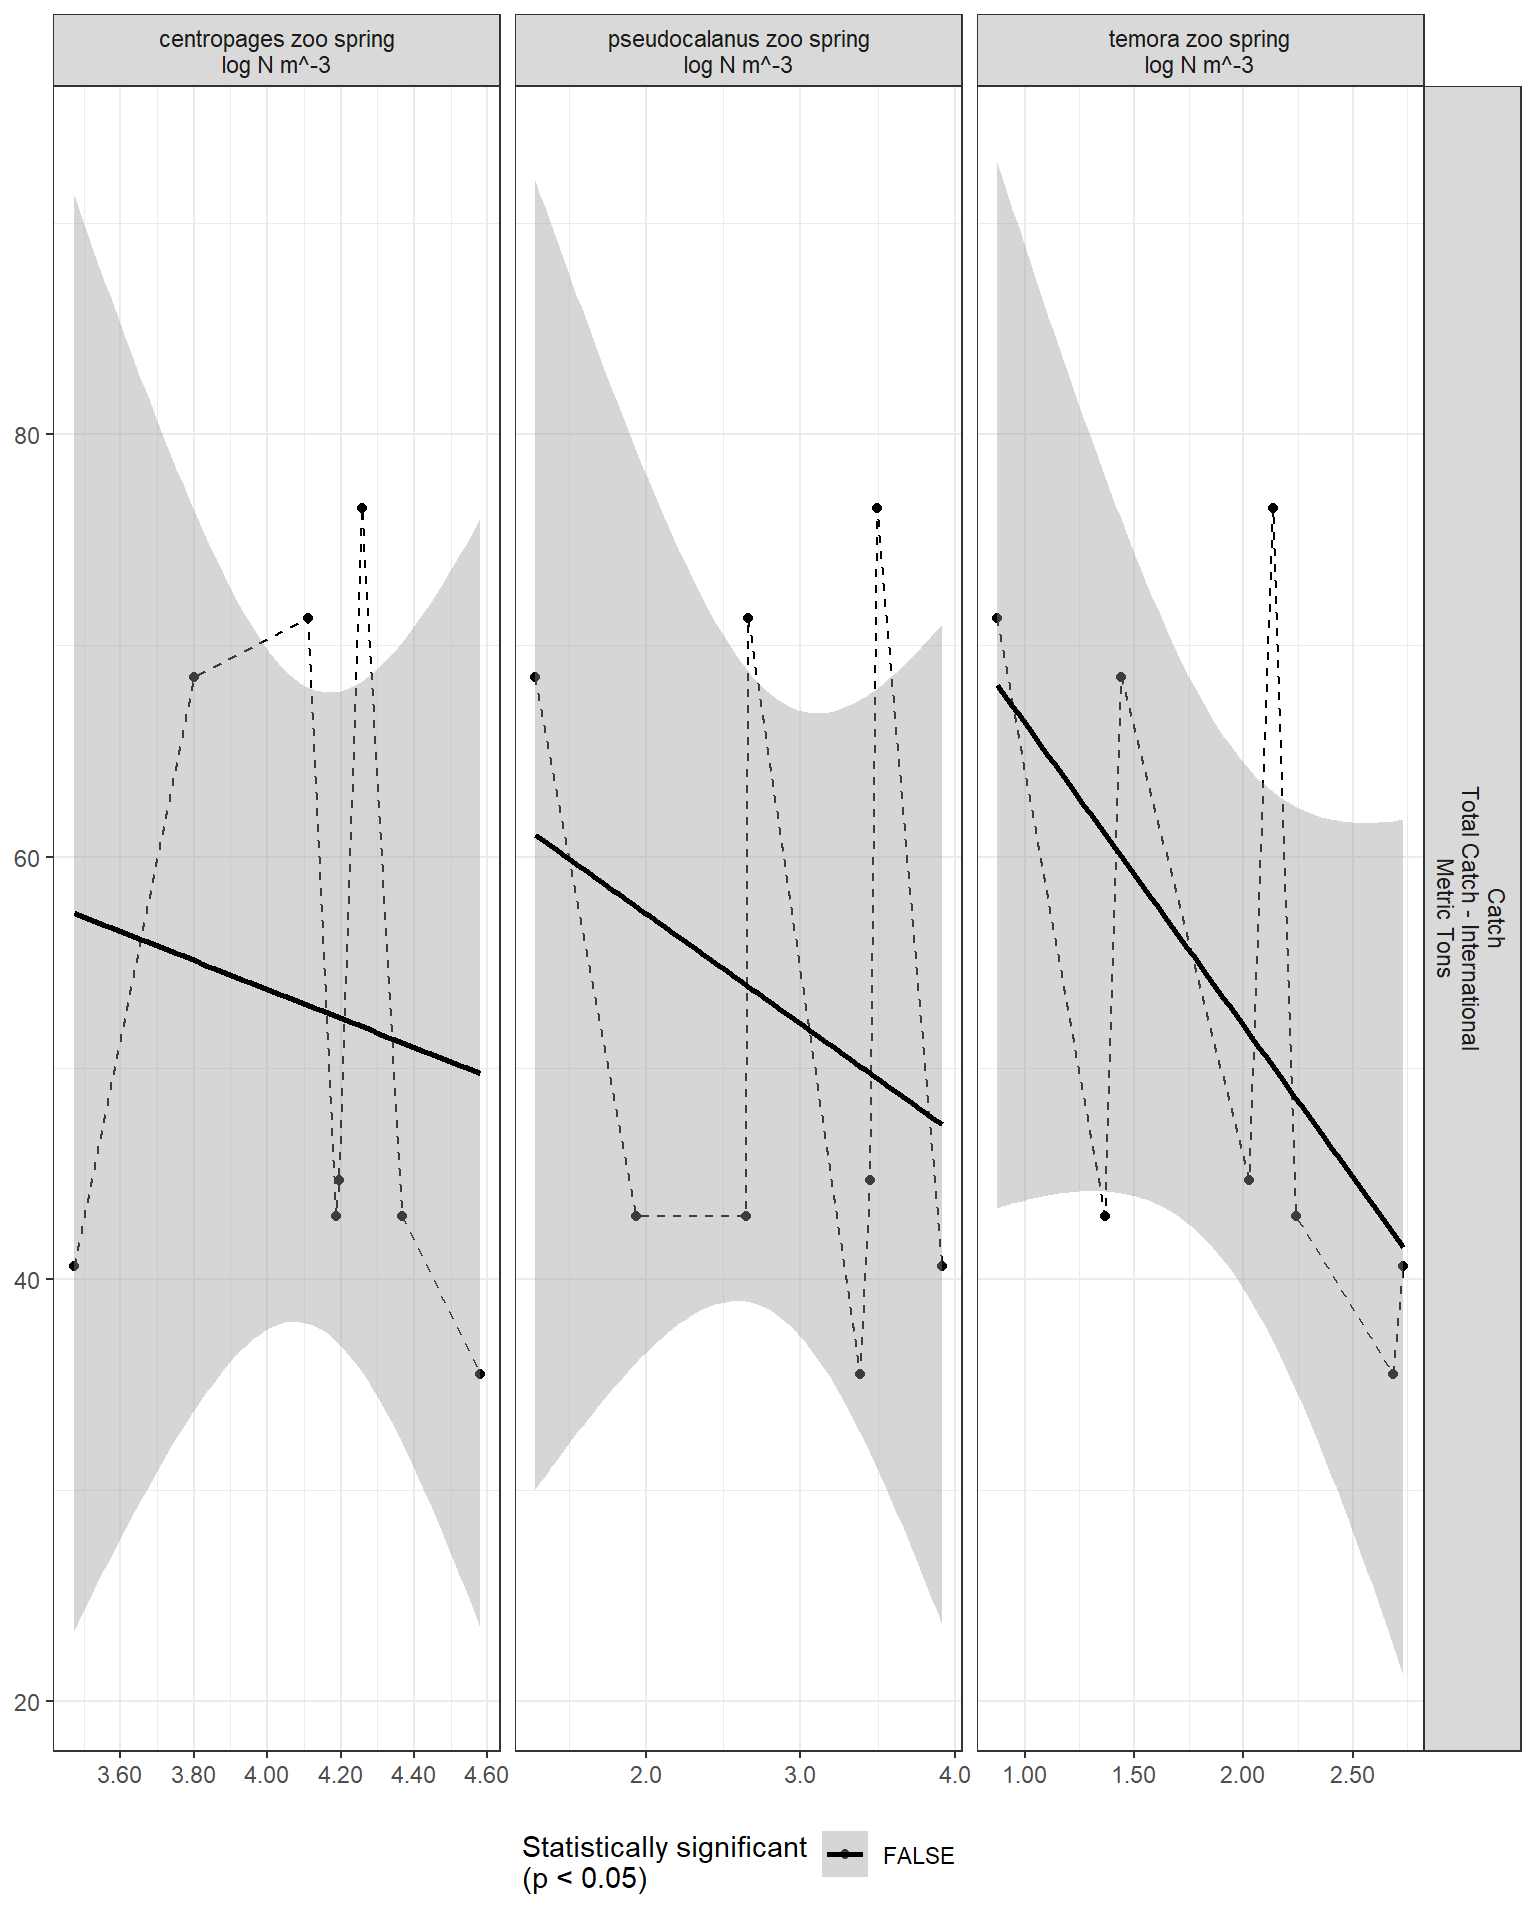 centropages zoo spring
log N m^-3
pseudocalanus zoo spring
log N m^-3
temora zoo spring
log N m^-3
80
60
40
20
Catch
Total Catch - International
Metric Tons
3.60 3.80 4.00 4.20 4.40 4.60
2.0 3.0 4.0
1.00 1.50 2.00 2.50
Statistically significant
(p < 0.05)
FALSE